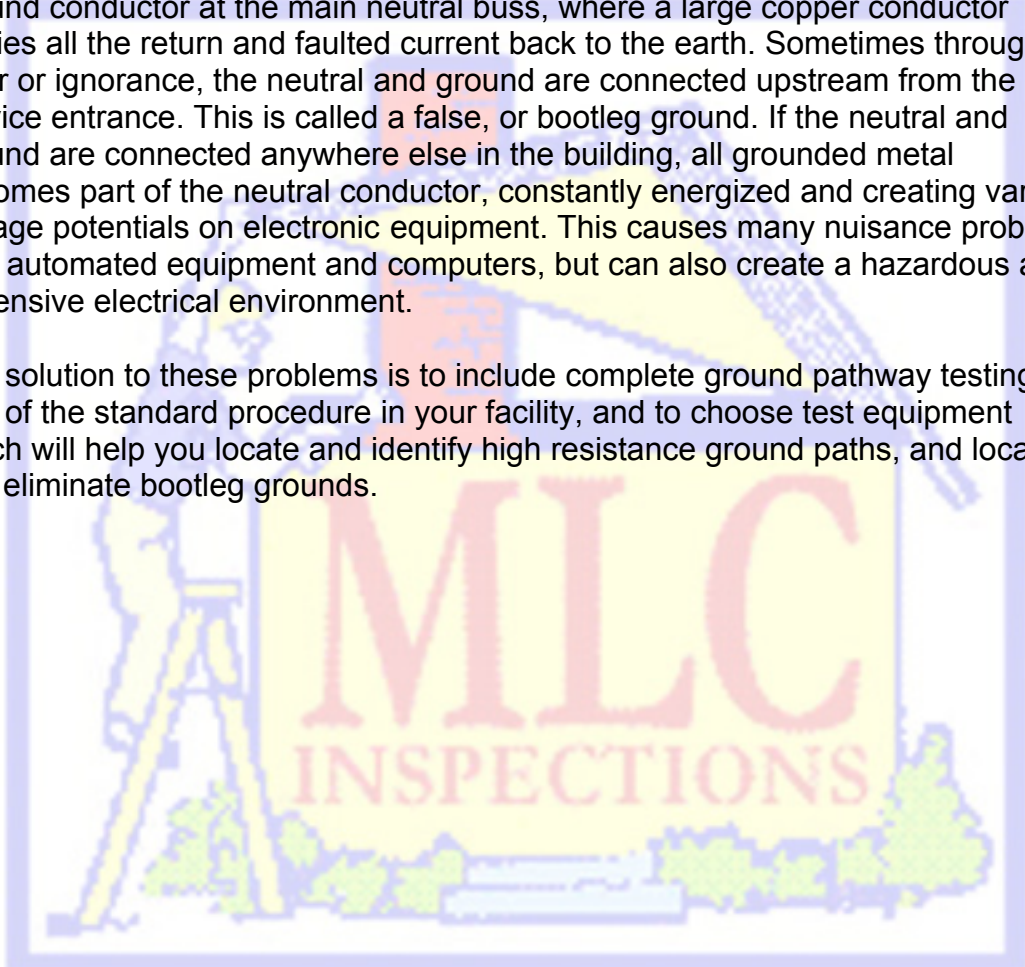 ind conductor at the main neutral buss, where a large copper conductor
ies all the return and faulted current back to the earth. Sometimes throug
r or ignorance, the neutral and ground are connected upstream from the
vice entrance. This is called a false, or bootleg ground. If the neutral and
und are connected anywhere else in the building, all grounded metal
omes part of the neutral conductor, constantly energized and creating var
age potentials on electronic equipment. This causes many nuisance prob
automated equipment and computers, but can also create a hazardous a
ensive electrical environment.
solution to these problems is to include complete ground pathway testing
of the standard procedure in your facility, and to choose test equipment
ch will help you locate and identify high resistance ground paths, and loca
eliminate bootleg grounds.
MLC
INSPECTIONS